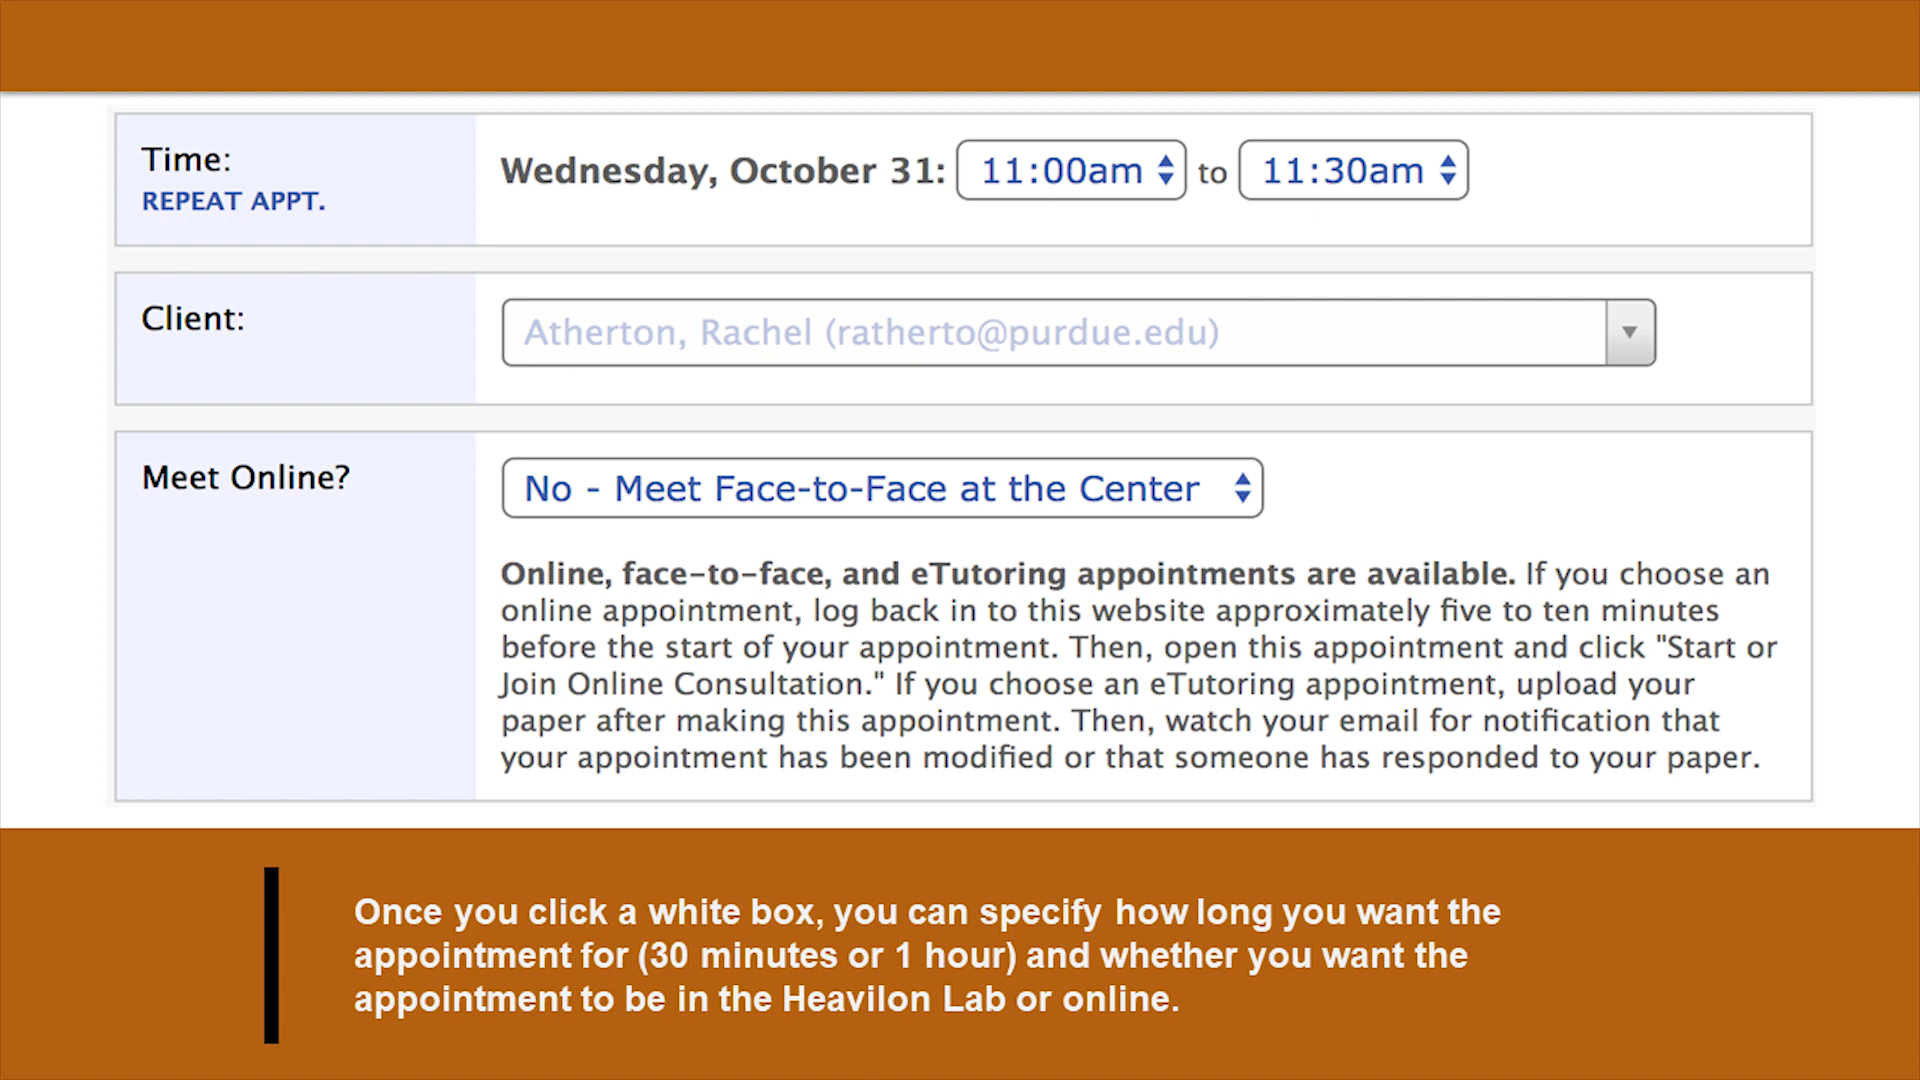 Time:
REPEAT APPT.
Wednesday, October 31: 11:00am to 11:30am
Client:
Atherton, Rachel (ratherto@purdue.edu)
Meet Online?
No - Meet Face-to-Face at the Center
Online, face-to-face, and eTutoring appointments are available. If you choose an
online appointment, log back in to this website approximately five to ten minutes
before the start of your appointment. Then, open this appointment and click "Start or
Join Online Consultation." If you choose an eTutoring appointment, upload your
paper after making this appointment. Then, watch your email for notification that
your appointment has been modified or that someone has responded to your paper.
Once you click a white box, you can specify how long you want the
appointment for (30 minutes or 1 hour) and whether you want the
appointment to be in the Heavilon Lab or online.